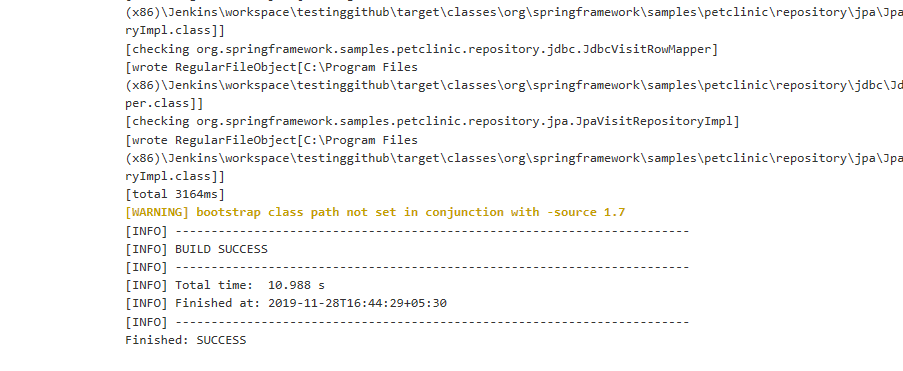 (x86)\Jenkins\workspace\testinggithub\target\classes\org\springframework\samples\petclinic\repository\jpa\Jpa
ryImpl.class]]
[checking org.springframework.samples.petclinic.repository.jdbc.JdbcVisitRowMapper]
[wrote RegularFileObject[C:\Program Files
(x86)\Jenkins\workspace\testinggithub\target\classes\org\springframework\samples\petclinic\repository\jdbc\Jd
per.class]]
[checking org.springframework.samples.petclinic.repository.jpa.JpaVisitRepositoryImpl]
[wrote RegularFileObject[C:\Program Files
(x86)\Jenkins\workspace\testinggithub\target\classes\org\springframework\samples\petclinic\repository\jpa\Jpa
ryImpl.class]]
[total 3164ms]
[WARNING] bootstrap class path not set in conjunction with -source 1.7
[INFO] ------------------------------------------------------------------------
[INFO] BUILD SUCCESS
[INFO] ------------------------------------------------------------------------
[INFO] Total time:  10.988 s
[INFO] Finished at: 2019-11-28T16:44:29+05:30
[INFO] ------------------------------------------------------------------------
Finished: SUCCESS